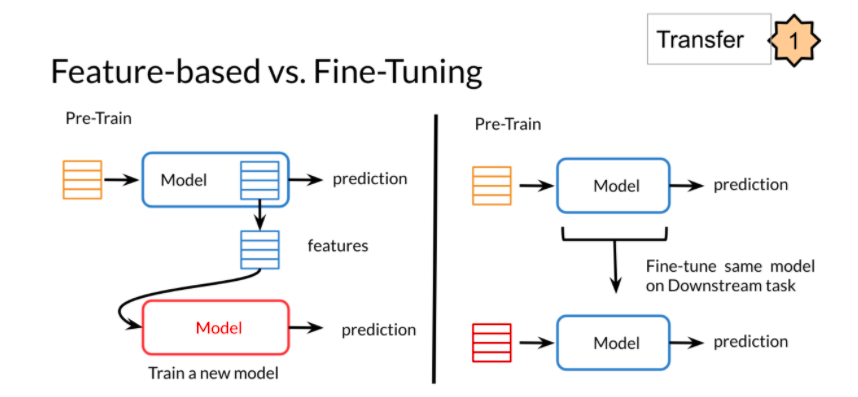 Transfer 1
Feature-based vs. Fine-Tuning
Pre-Train
Model
prediction
features
Model
prediction
Train a new model
Pre-Train
Model
prediction
Fine-tune same model
on Downstream task
Model
prediction